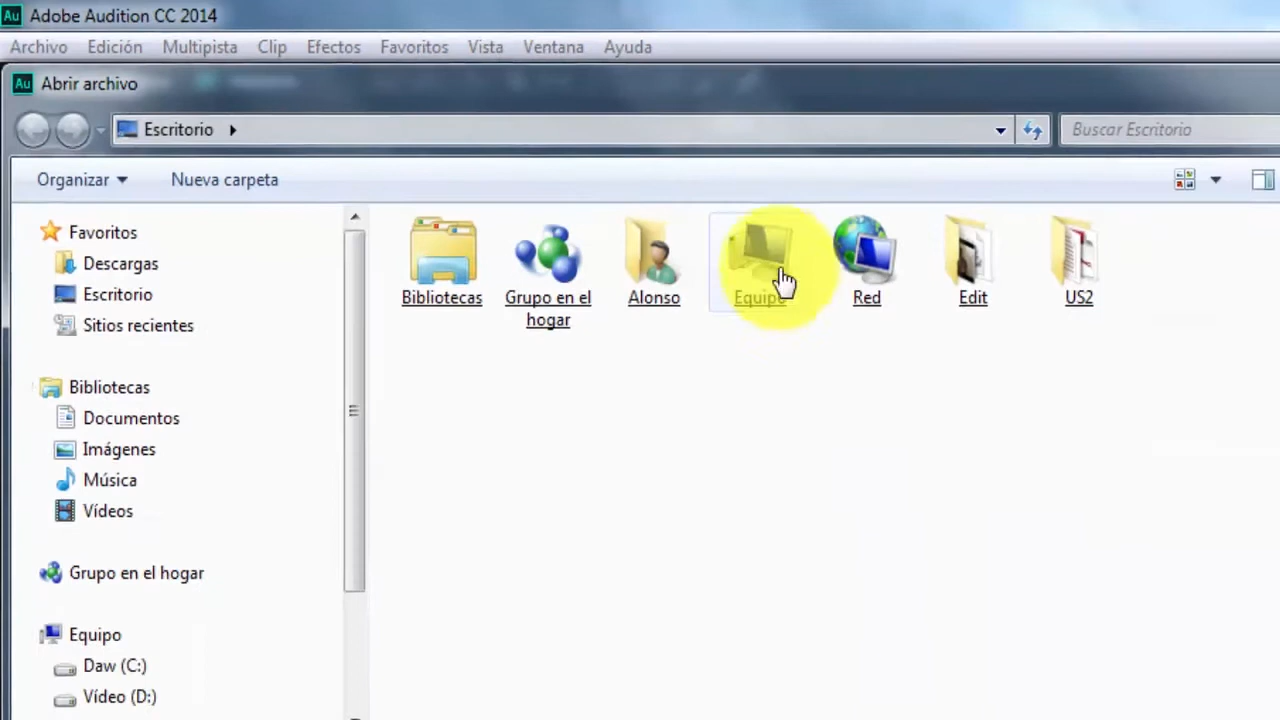 Au Adobe Audition CC 2014
Archivo Edición Multipista Clip Efectos Favoritos Vista Ventana Ayuda
Au Abrir archivo
Escritorio
Buscar Escritorio
Organizar
Nueva carpeta
Favoritos
Descargas
Escritorio
Sitios recientes
Bibliotecas
Documentos
Imágenes
Música
Vídeos
Grupo en el hogar
Equipo
Daw (C:)
Vídeo (D:)
Bibliotecas
Grupo en el
hogar
Alonso
Equipo
Red
Edit
US2